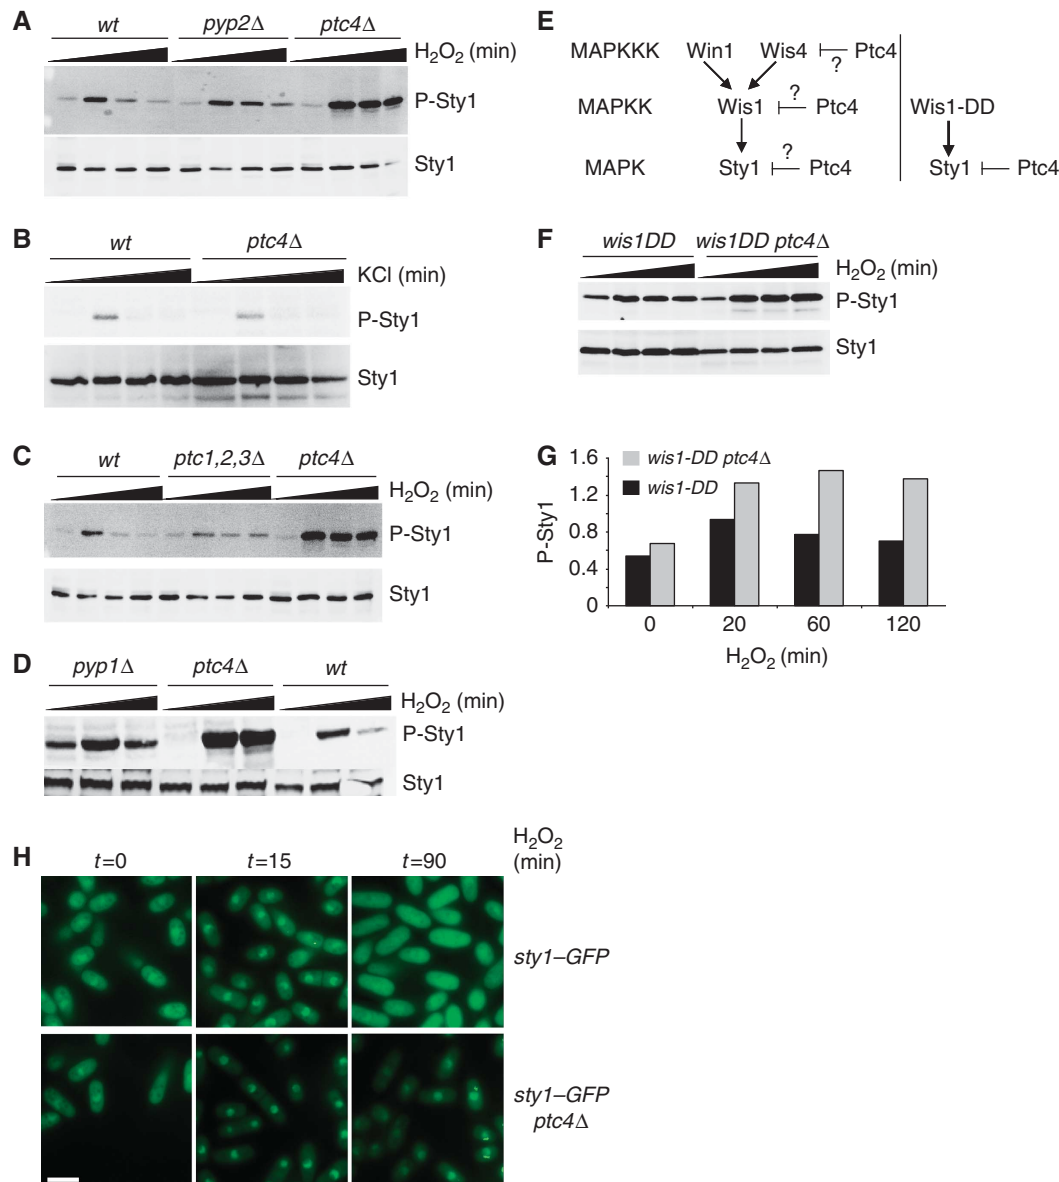 A
wt pyp2Δ ptc4Δ
H₂O₂ (min)
P-Sty1
Sty1
B
wt ptc4Δ
KCl (min)
P-Sty1
Sty1
C
wt ptc1,2,3Δ ptc4Δ
H₂O₂ (min)
P-Sty1
Sty1
D
pyp1Δ ptc4Δ wt
H₂O₂ (min)
P-Sty1
Sty1
E
MAPKKK Win1 Wis4 Ptc4
?
?
MAPKK Wis1 Ptc4 Wis1-DD
?
MAPK Sty1 Ptc4 Sty1 Ptc4
F
wis1DD wis1DD ptc4Δ
H₂O₂ (min)
P-Sty1
Sty1
G
wis1-DD ptc4Δ
wis1-DD
P-Sty1
1.6
1.2
0.8
0.4
0
0 20 60 120
H₂O₂ (min)
H
t=0 t=15 t=90
H₂O₂
(min)
sty1–GFP
sty1–GFP
ptc4Δ